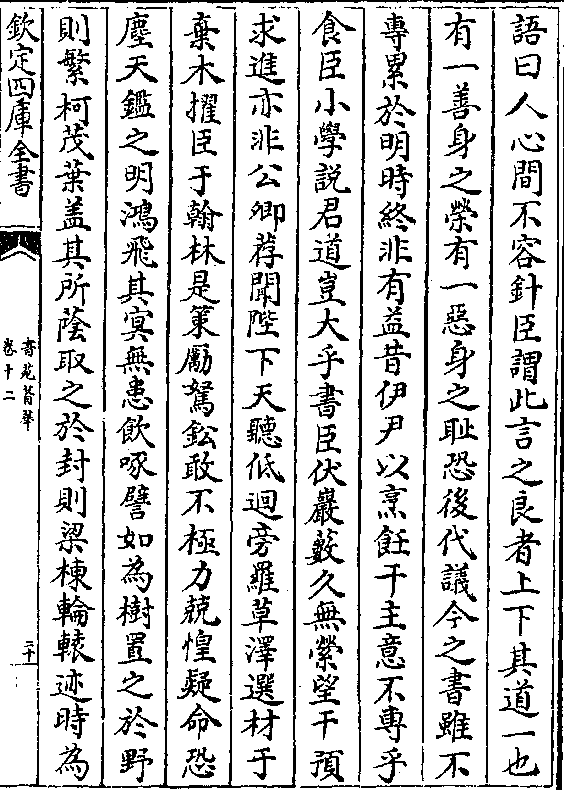 語曰人心間不容針臣謂此言之良者上下其道一也
有一善身之榮有一惡身之耻恐後代議今之書雖不
專累於明時終非有益昔伊尹以烹飪干主意不專乎
食臣小學說君道豈大乎書臣伏巖藪久無縈望干預
求進亦非公卿荐聞陛下天聽低迴旁羅草澤選材于
棄木擢臣于翰林是策勵駑鈆敢不極力兢惶疑命恐
塵天鑑之明鴻飛其㝠無患飲啄譬如為樹置之於野
則繁柯茂葉盖其所蔭取之於封則梁棟輪轅迹時為
欽定四庫全書
書苑菁華
卷十二
二十